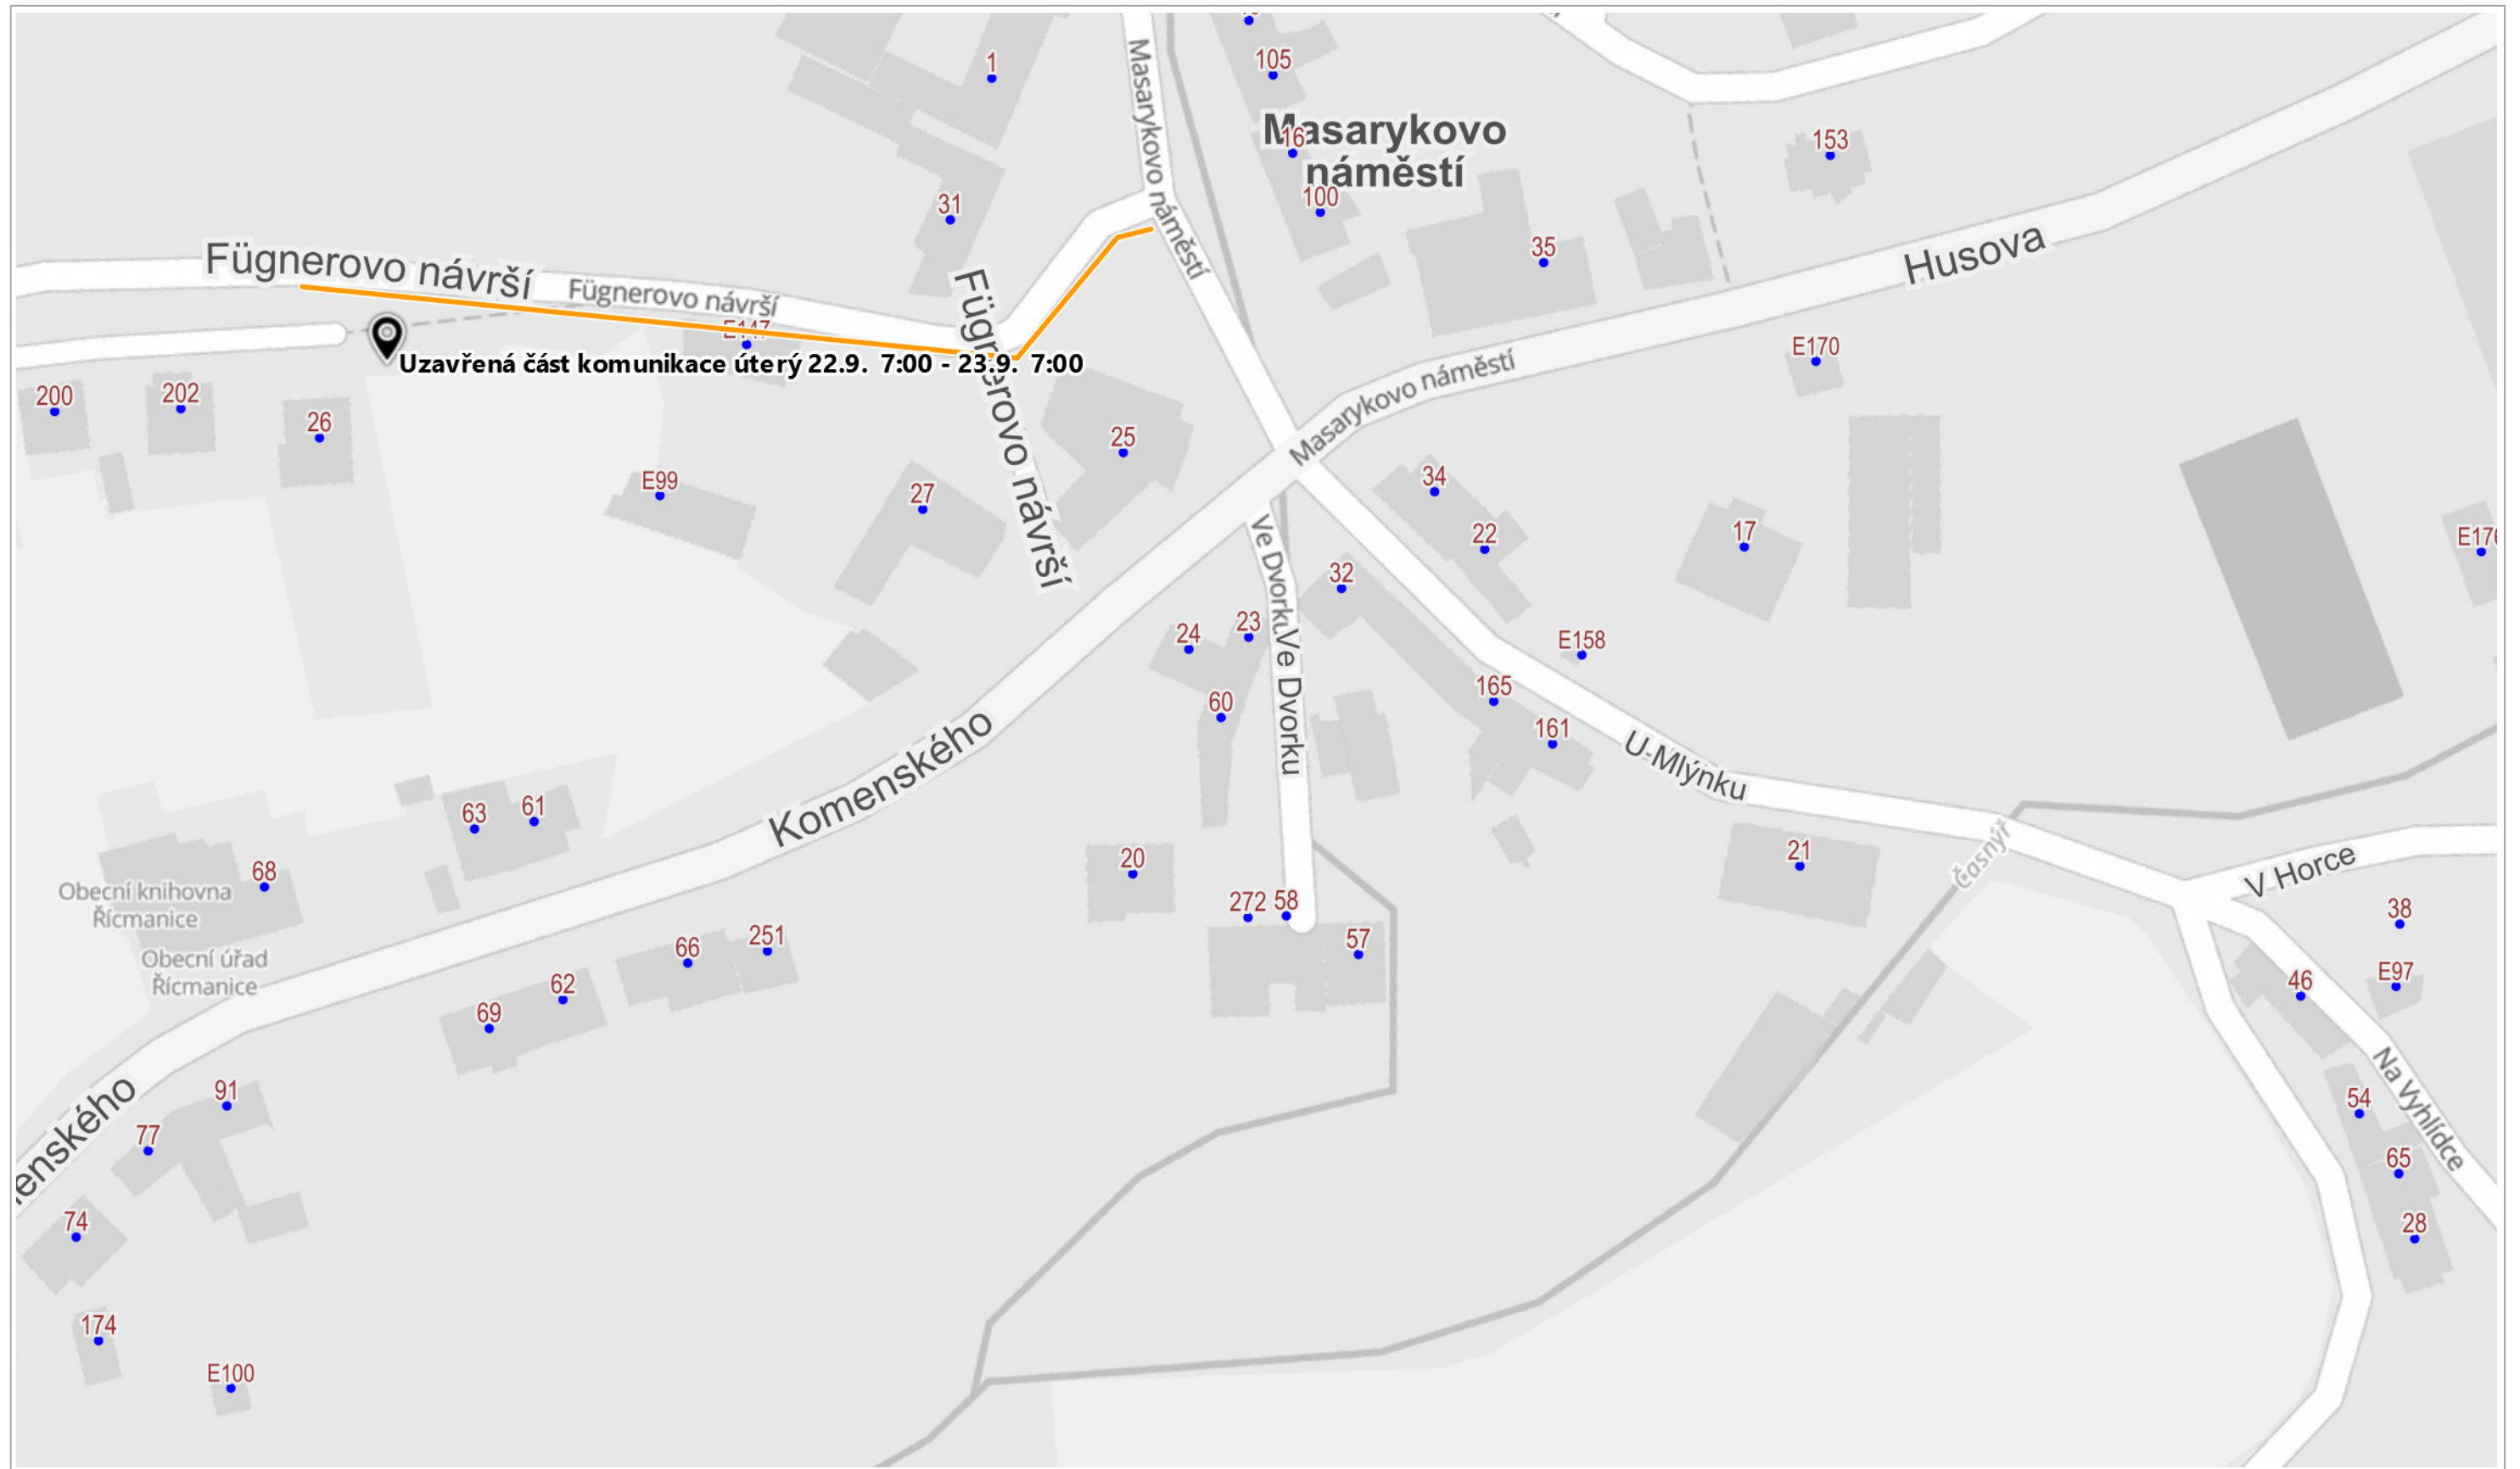 1
105
Masarykovo náměstí
Masarykovo
náměstí
16
100
153
31
35
Husova
Fügnerovo návrší
Fügnerovo návrší
E147
Uzavřená část komunikace úterý 22.9. 7:00 - 23.9. 7:00
Fügnerovo návrší
E170
Masarykovo náměstí
200
202
26
25
E99
27
34
22
17
E176
Ve Dvorku
32
24
23
Ve Dvorku
E158
60
165
161
U Mlýnku
Komenského
63
61
68
Obecní knihovna
Řícmanice
Obecní úřad
Řícmanice
20
21
Časnýř
V Horce
272
58
57
38
66
251
62
69
46
E97
91
77
Na Vyhlídce
54
65
28
74
174
E100